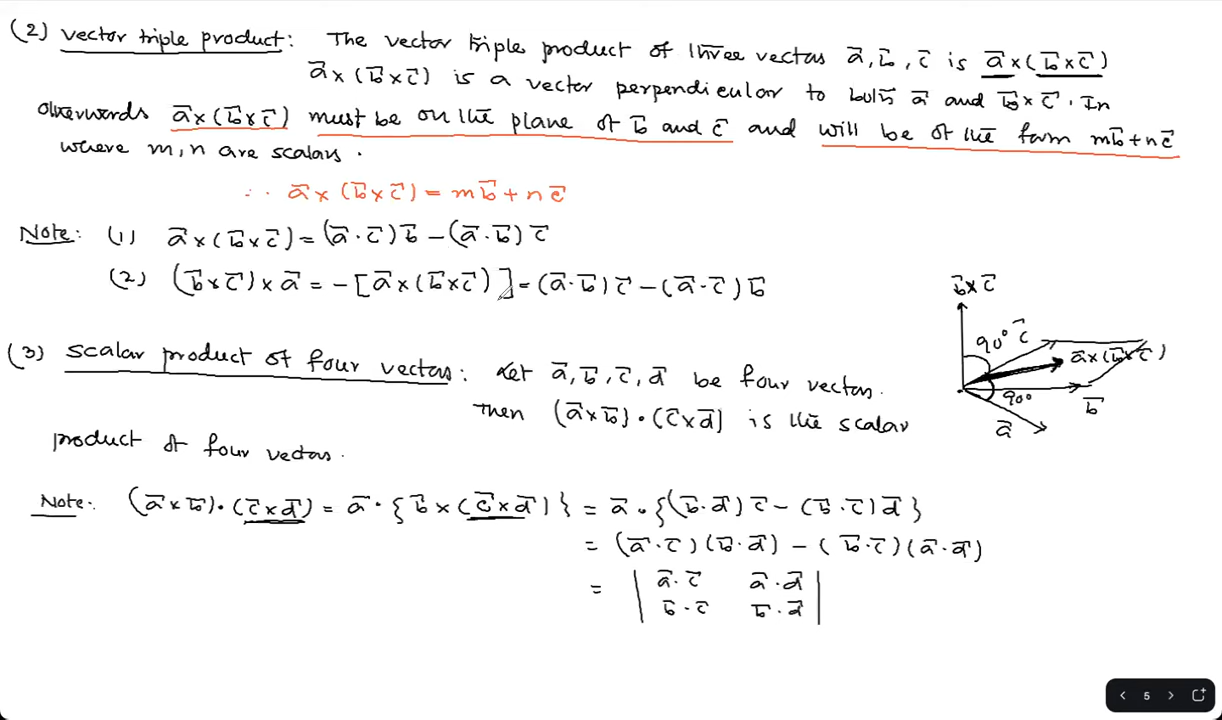 (2) vector triple product: The vector triple product of three vectors a̅, b̅, c̅ is a̅×(b̅×c̅)
a̅×(b̅×c̅) is a vector perpendicular to both a̅ and b̅×c̅. In
otherwords a̅×(b̅×c̅) must be on the plane of b̅ and c̅ and will be of the form mb̅+nc̅
where m, n are scalars.
∴ a̅×(b̅×c̅) = mb̅+nc̅
Note: (1) a̅×(b̅×c̅) = (a̅·c̅)b̅ − (a̅·b̅)c̅
(2) (b̅×c̅)×a̅ = −[a̅×(b̅×c̅)] = (a̅·b̅)c̅ − (a̅·c̅)b̅
b̅×c̅
90° c̅
a̅×(b̅×c̅)
90°
b̅
a̅
(3) scalar product of four vectors: Let a̅, b̅, c̅, d̅ be four vectors.
Then (a̅×b̅)·(c̅×d̅) is the scalar
product of four vectors.
Note: (a̅×b̅)·(c̅×d̅) = a̅·{b̅×(c̅×d̅)} = a̅·{(b̅·d̅)c̅ − (b̅·c̅)d̅}
= (a̅·c̅)(b̅·d̅) − (b̅·c̅)(a̅·d̅)
= | a̅·c̅ a̅·d̅ |
| b̅·c̅ b̅·d̅ |
< 5 >